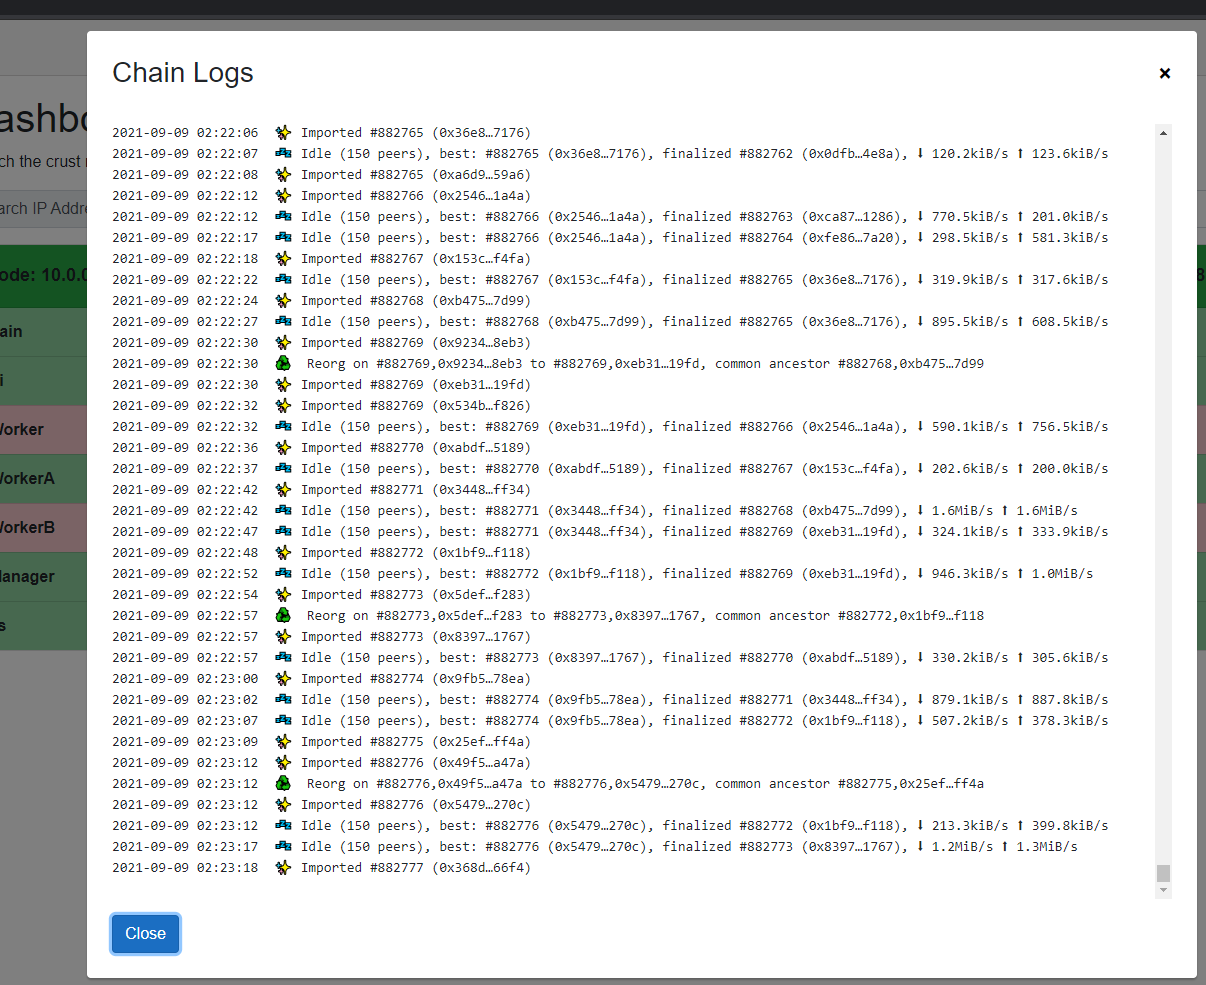 Chain Logs
×
2021-09-09 02:22:06 ✨ Imported #882765 (0x36e8…7176)
2021-09-09 02:22:07 💤 Idle (150 peers), best: #882765 (0x36e8…7176), finalized #882762 (0x0dfb…4e8a), ⬇ 120.2kiB/s ⬆ 123.6kiB/s
2021-09-09 02:22:08 ✨ Imported #882765 (0xa6d9…59a6)
2021-09-09 02:22:12 ✨ Imported #882766 (0x2546…1a4a)
2021-09-09 02:22:12 💤 Idle (150 peers), best: #882766 (0x2546…1a4a), finalized #882763 (0xca87…1286), ⬇ 770.5kiB/s ⬆ 201.0kiB/s
2021-09-09 02:22:17 💤 Idle (150 peers), best: #882766 (0x2546…1a4a), finalized #882764 (0xfe86…7a20), ⬇ 298.5kiB/s ⬆ 581.3kiB/s
2021-09-09 02:22:18 ✨ Imported #882767 (0x153c…f4fa)
2021-09-09 02:22:22 💤 Idle (150 peers), best: #882767 (0x153c…f4fa), finalized #882765 (0x36e8…7176), ⬇ 319.9kiB/s ⬆ 317.6kiB/s
2021-09-09 02:22:24 ✨ Imported #882768 (0xb475…7d99)
2021-09-09 02:22:27 💤 Idle (150 peers), best: #882768 (0xb475…7d99), finalized #882765 (0x36e8…7176), ⬇ 895.5kiB/s ⬆ 608.5kiB/s
2021-09-09 02:22:30 ✨ Imported #882769 (0x9234…8eb3)
2021-09-09 02:22:30 ♻️ Reorg on #882769,0x9234…8eb3 to #882769,0xeb31…19fd, common ancestor #882768,0xb475…7d99
2021-09-09 02:22:30 ✨ Imported #882769 (0xeb31…19fd)
2021-09-09 02:22:32 ✨ Imported #882769 (0x534b…f826)
2021-09-09 02:22:32 💤 Idle (150 peers), best: #882769 (0xeb31…19fd), finalized #882766 (0x2546…1a4a), ⬇ 590.1kiB/s ⬆ 756.5kiB/s
2021-09-09 02:22:36 ✨ Imported #882770 (0xabdf…5189)
2021-09-09 02:22:37 💤 Idle (150 peers), best: #882770 (0xabdf…5189), finalized #882767 (0x153c…f4fa), ⬇ 202.6kiB/s ⬆ 200.0kiB/s
2021-09-09 02:22:42 ✨ Imported #882771 (0x3448…ff34)
2021-09-09 02:22:42 💤 Idle (150 peers), best: #882771 (0x3448…ff34), finalized #882768 (0xb475…7d99), ⬇ 1.6MiB/s ⬆ 1.6MiB/s
2021-09-09 02:22:47 💤 Idle (150 peers), best: #882771 (0x3448…ff34), finalized #882769 (0xeb31…19fd), ⬇ 324.1kiB/s ⬆ 333.9kiB/s
2021-09-09 02:22:48 ✨ Imported #882772 (0x1bf9…f118)
2021-09-09 02:22:52 💤 Idle (150 peers), best: #882772 (0x1bf9…f118), finalized #882769 (0xeb31…19fd), ⬇ 946.3kiB/s ⬆ 1.0MiB/s
2021-09-09 02:22:54 ✨ Imported #882773 (0x5def…f283)
2021-09-09 02:22:57 ♻️ Reorg on #882773,0x5def…f283 to #882773,0x8397…1767, common ancestor #882772,0x1bf9…f118
2021-09-09 02:22:57 ✨ Imported #882773 (0x8397…1767)
2021-09-09 02:22:57 💤 Idle (150 peers), best: #882773 (0x8397…1767), finalized #882770 (0xabdf…5189), ⬇ 330.2kiB/s ⬆ 305.6kiB/s
2021-09-09 02:23:00 ✨ Imported #882774 (0x9fb5…78ea)
2021-09-09 02:23:02 💤 Idle (150 peers), best: #882774 (0x9fb5…78ea), finalized #882771 (0x3448…ff34), ⬇ 879.1kiB/s ⬆ 887.8kiB/s
2021-09-09 02:23:07 💤 Idle (150 peers), best: #882774 (0x9fb5…78ea), finalized #882772 (0x1bf9…f118), ⬇ 507.2kiB/s ⬆ 378.3kiB/s
2021-09-09 02:23:09 ✨ Imported #882775 (0x25ef…ff4a)
2021-09-09 02:23:12 ✨ Imported #882776 (0x49f5…a47a)
2021-09-09 02:23:12 ♻️ Reorg on #882776,0x49f5…a47a to #882776,0x5479…270c, common ancestor #882775,0x25ef…ff4a
2021-09-09 02:23:12 ✨ Imported #882776 (0x5479…270c)
2021-09-09 02:23:12 💤 Idle (150 peers), best: #882776 (0x5479…270c), finalized #882772 (0x1bf9…f118), ⬇ 213.3kiB/s ⬆ 399.8kiB/s
2021-09-09 02:23:17 💤 Idle (150 peers), best: #882776 (0x5479…270c), finalized #882773 (0x8397…1767), ⬇ 1.2MiB/s ⬆ 1.3MiB/s
2021-09-09 02:23:18 ✨ Imported #882777 (0x368d…66f4)
Close
ashbo
ch the crust
arch IP Addre
ode: 10.0.0
8
ain
i
orker
orkerA
orkerB
anager
s